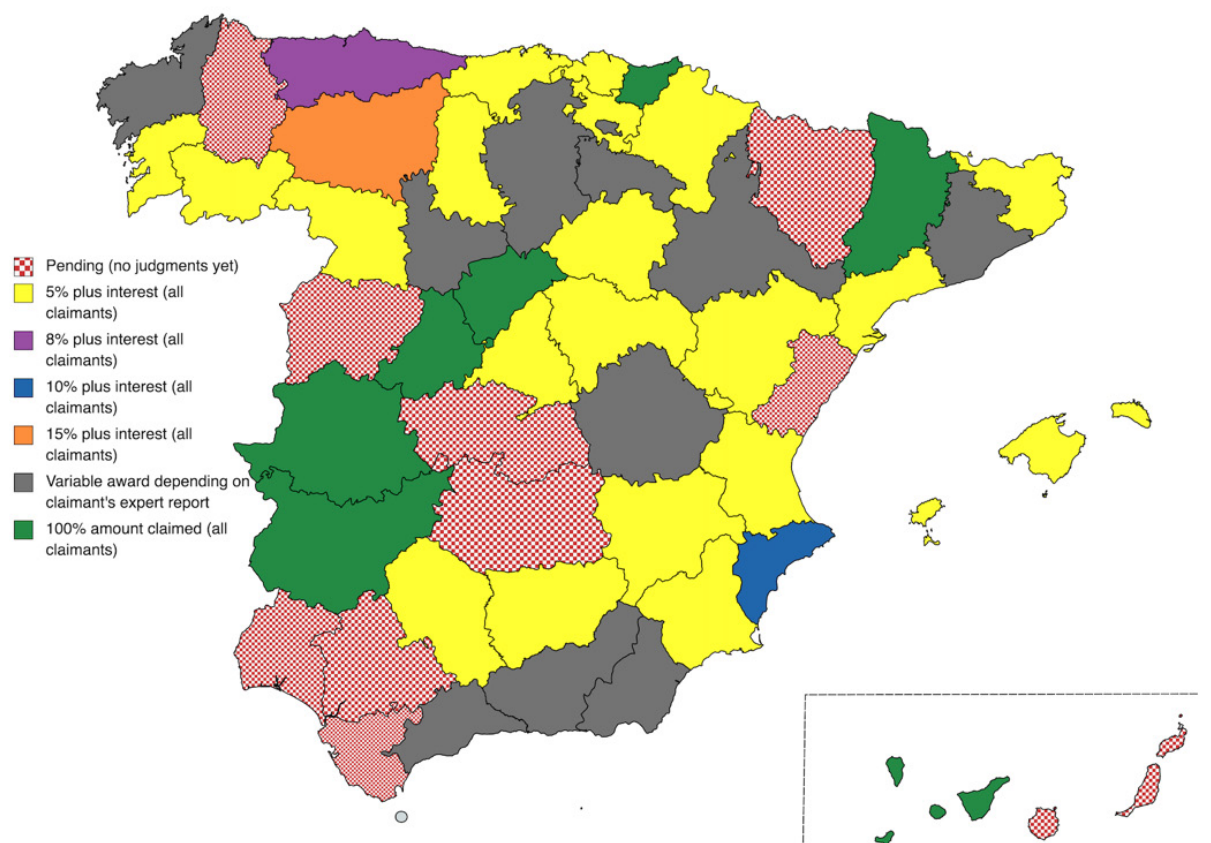 Pending (no judgments yet)
5% plus interest (all
claimants)
8% plus interest (all
claimants)
10% plus interest (all
claimants)
15% plus interest (all
claimants)
Variable award depending on
claimant's expert report
100% amount claimed (all
claimants)